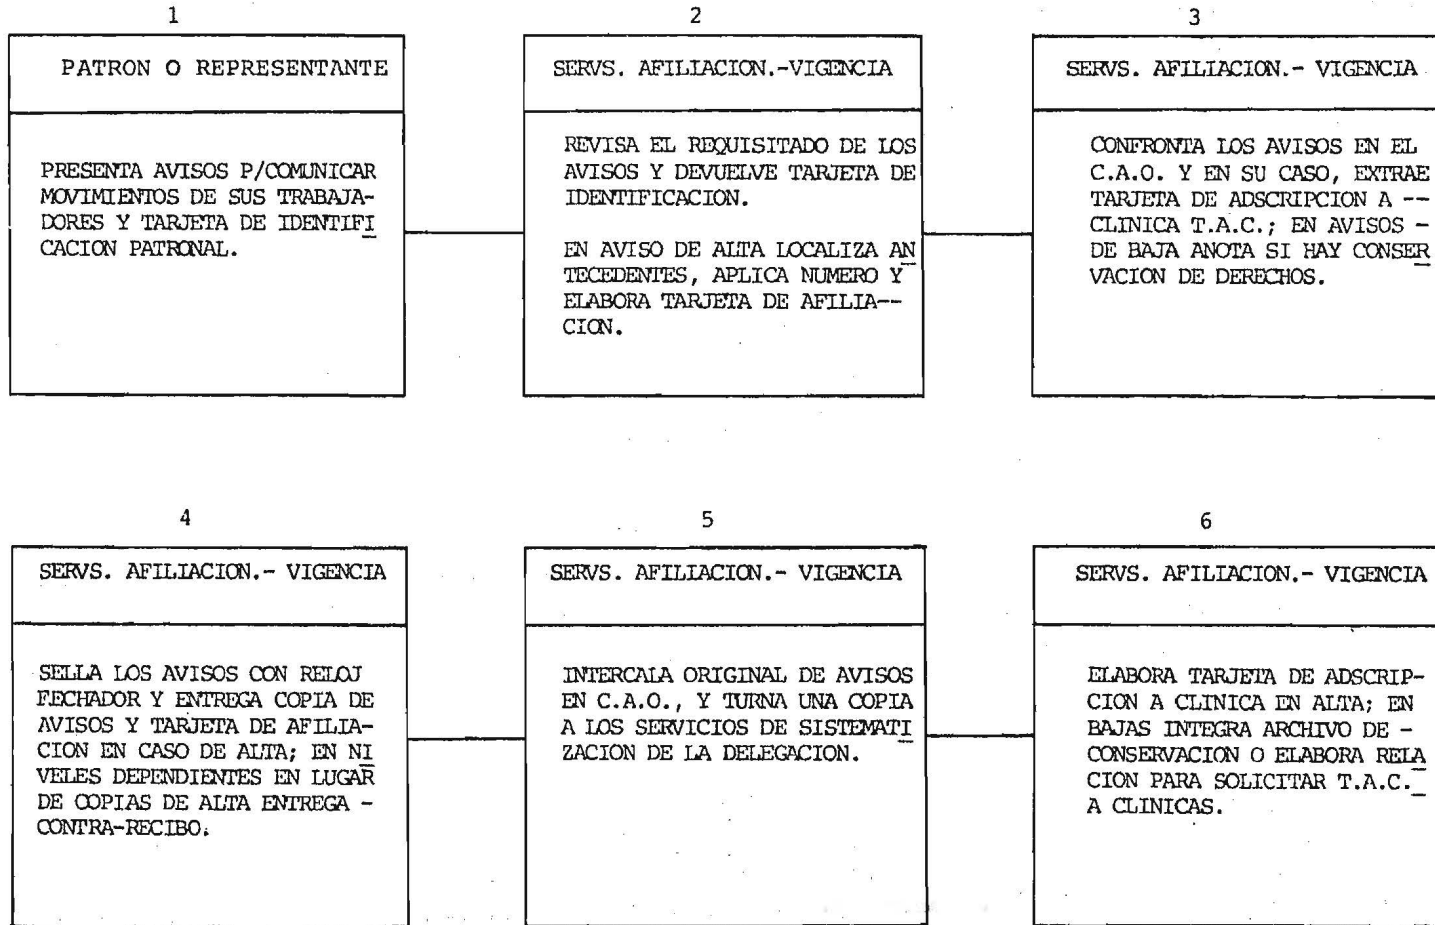 1
PATRON O REPRESENTANTE
PRESENTA AVISOS P/COMUNICAR
MOVIMIENTOS DE SUS TRABAJA-
DORES Y TARJETA DE IDENTIFI
CACION PATRONAL.
2
SERVS. AFILIACION.-VIGENCIA
REVISA EL REQUISITADO DE LOS
AVISOS Y DEVUELVE TARJETA DE
IDENTIFICACION.
EN AVISO DE ALTA LOCALIZA AN
TECEDENTES, APLICA NUMERO Y
ELABORA TARJETA DE AFILIA--
CION.
3
SERVS. AFILIACION.- VIGENCIA
CONFRONTA LOS AVISOS EN EL
C.A.O. Y EN SU CASO, EXTRAE
TARJETA DE ADSCRIPCION A --
CLINICA T.A.C.; EN AVISOS -
DE BAJA ANOTA SI HAY CONSER
VACION DE DERECHOS.
4
SERVS. AFILIACION.- VIGENCIA
SELLA LOS AVISOS CON RELOJ
FECHADOR Y ENTREGA COPIA DE
AVISOS Y TARJETA DE AFILIA-
CION EN CASO DE ALTA; EN NI
VELES DEPENDIENTES EN LUGAR
DE COPIAS DE ALTA ENTREGA -
CONTRA-RECIBO.
5
SERVS. AFILIACION.- VIGENCIA
INTERCALA ORIGINAL DE AVISOS
EN C.A.O., Y TURNA UNA COPIA
A LOS SERVICIOS DE SISTEMATI
ZACION DE LA DELEGACION.
6
SERVS. AFILIACION.- VIGENCIA
ELABORA TARJETA DE ADSCRIP-
CION A CLINICA EN ALTA; EN
BAJAS INTEGRA ARCHIVO DE -
CONSERVACION O ELABORA RELA
CION PARA SOLICITAR T.A.C.
A CLINICAS.